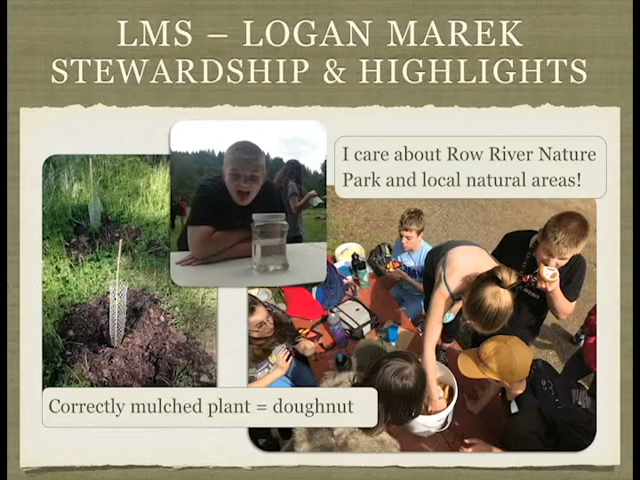 LMS – LOGAN MAREK
STEWARDSHIP & HIGHLIGHTS
I care about Row River Nature
Park and local natural areas!
Correctly mulched plant = doughnut